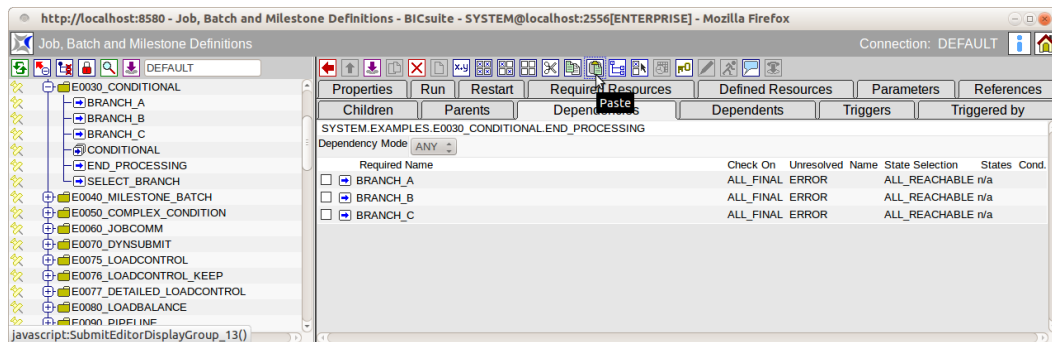 http://localhost:8580 - Job, Batch and Milestone Definitions - BICsuite - SYSTEM@localhost:2556[ENTERPRISE] - Mozilla Firefox
Job, Batch and Milestone Definitions
Connection: DEFAULT
DEFAULT
E0030_CONDITIONAL
BRANCH_A
BRANCH_B
BRANCH_C
CONDITIONAL
END_PROCESSING
SELECT_BRANCH
E0040_MILESTONE_BATCH
E0050_COMPLEX_CONDITION
E0060_JOBCOMM
E0070_DYNSUBMIT
E0075_LOADCONTROL
E0076_LOADCONTROL_KEEP
E0077_DETAILED_LOADCONTROL
E0080_LOADBALANCE
E0090_PIPELINE
javascript:SubmitEditorDisplayGroup_13()
x.y
Properties Run Restart Required Resources Defined Resources Parameters References
Paste
Children Parents Dependencies Dependents Triggers Triggered by
SYSTEM.EXAMPLES.E0030_CONDITIONAL.END_PROCESSING
Dependency Mode ANY
Required Name Check On Unresolved Name State Selection States Cond.
BRANCH_A ALL_FINAL ERROR ALL_REACHABLE n/a
BRANCH_B ALL_FINAL ERROR ALL_REACHABLE n/a
BRANCH_C ALL_FINAL ERROR ALL_REACHABLE n/a